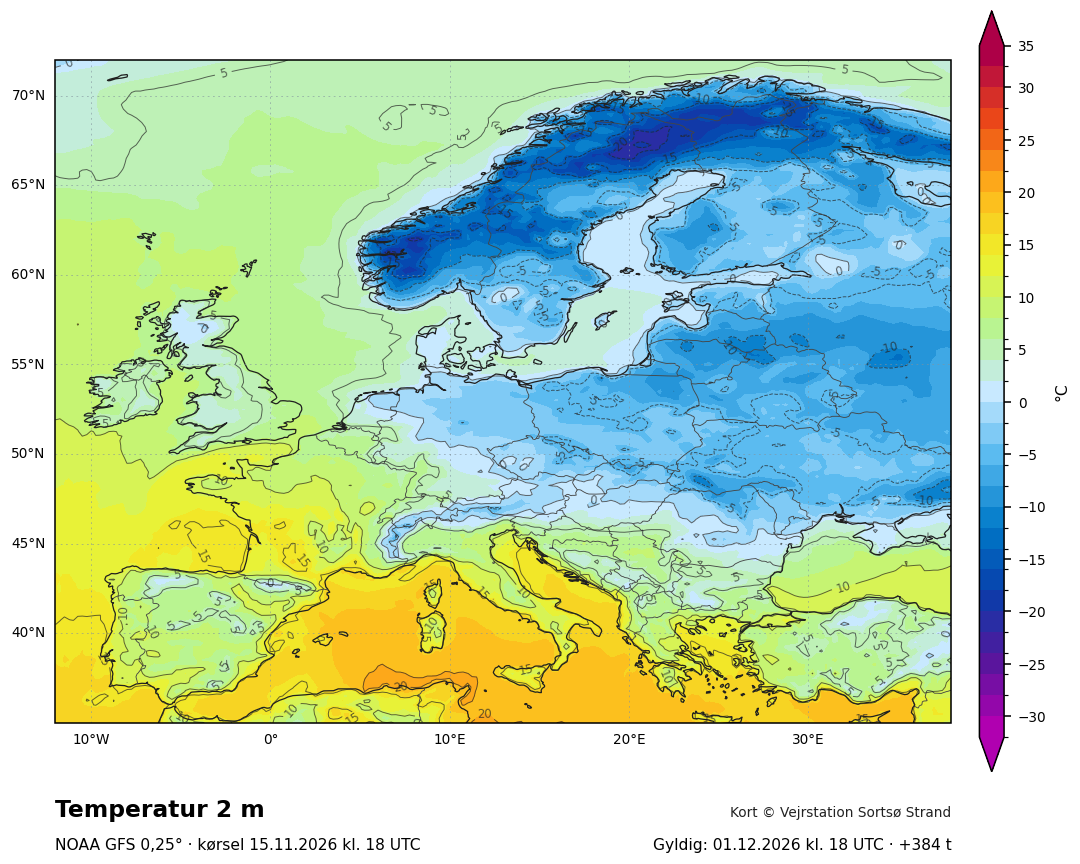 35
30
25
20
15
10
5
0
−5
−10
−15
−20
−25
−30
°C
70°N
65°N
60°N
55°N
50°N
45°N
40°N
10°W
0°
10°E
20°E
30°E
Temperatur 2 m
Kort © Vejrstation Sortsø Strand
NOAA GFS 0,25° · kørsel 15.11.2026 kl. 18 UTC
Gyldig: 01.12.2026 kl. 18 UTC · +384 t